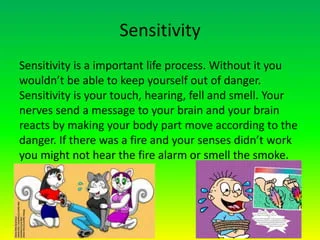 Sensitivity
Sensitivity is a important life process. Without it you
wouldn’t be able to keep yourself out of danger.
Sensitivity is your touch, hearing, fell and smell. Your
nerves send a message to your brain and your brain
reacts by making your body part move according to the
danger. If there was a fire and your senses didn’t work
you might not hear the fire alarm or smell the smoke.